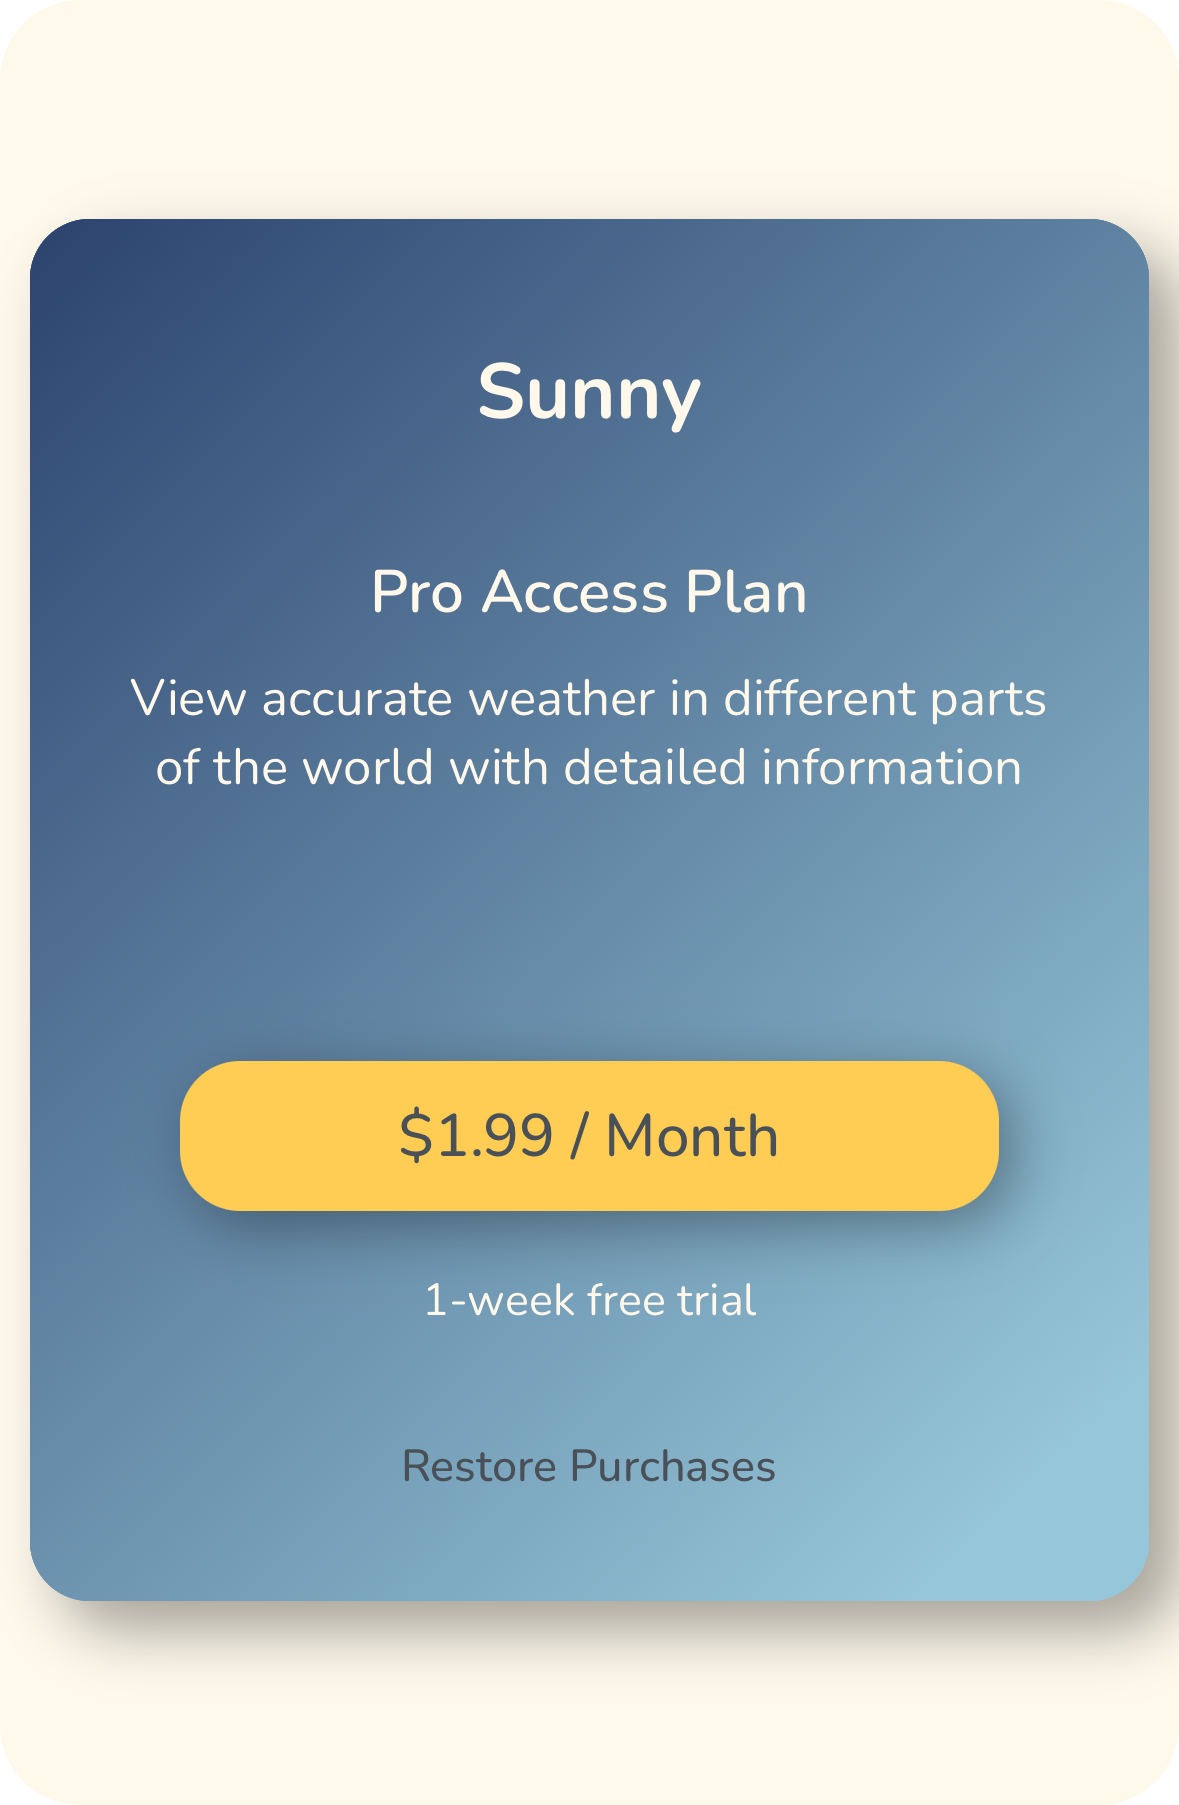 Sunny
Pro Access Plan
View accurate weather in different parts
of the world with detailed information
$1.99 / Month
1-week free trial
Restore Purchases